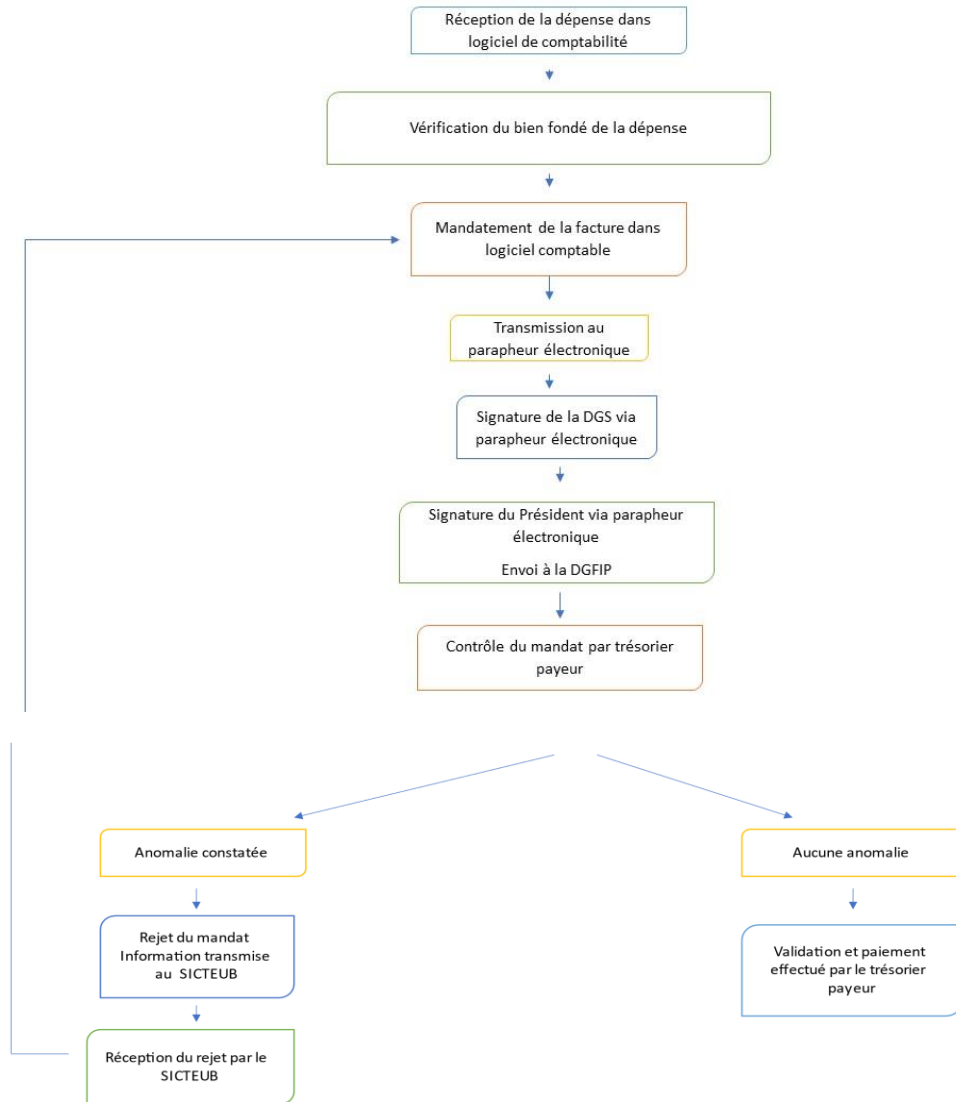 Réception de la dépense dans
logiciel de comptabilité
Vérification du bien fondé de la dépense
Mandatement de la facture dans
logiciel comptable
Transmission au
parapheur électronique
Signature de la DGS via
parapheur électronique
Signature du Président via parapheur
électronique
Envoi à la DGFIP
Contrôle du mandat par trésorier
payeur
Anomalie constatée
Aucune anomalie
Rejet du mandat
Information transmise
au SICTEUB
Validation et paiement
effectué par le trésorier
payeur
Réception du rejet par le
SICTEUB